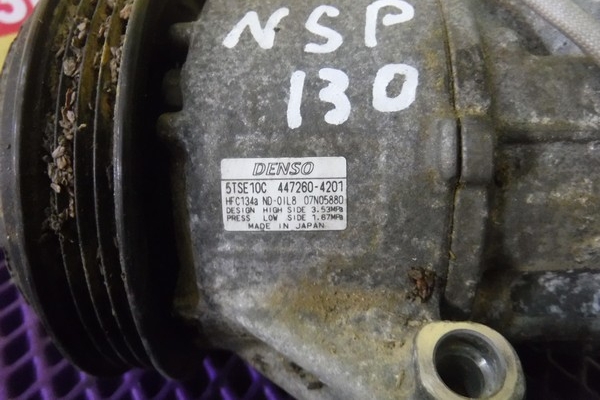 NSP
130
DENSO
5TSE10C 447260-4201
HFC134a ND-OIL8 07N05880
DESIGN HIGH SIDE 3.53MPa
PRESS LOW SIDE 1.67MPa
MADE IN JAPAN